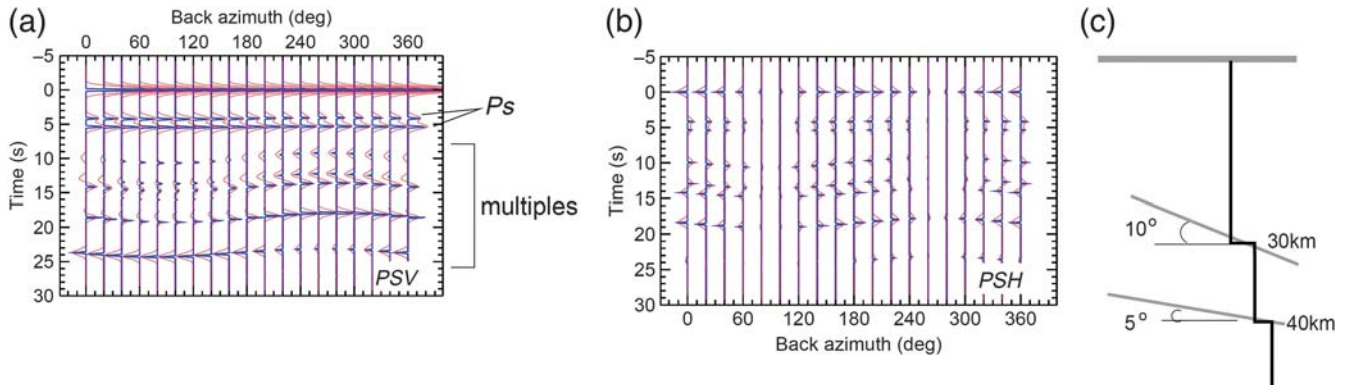 (a)
Back azimuth (deg)
0 60 120 180 240 300 360
–5
0
5
10
15
20
25
30
Time (s)
Ps
multiples
PSV
(b)
–5
0
5
10
15
20
25
30
Time (s)
PSH
0 60 120 180 240 300 360
Back azimuth (deg)
(c)
10°
30km
5°
40km